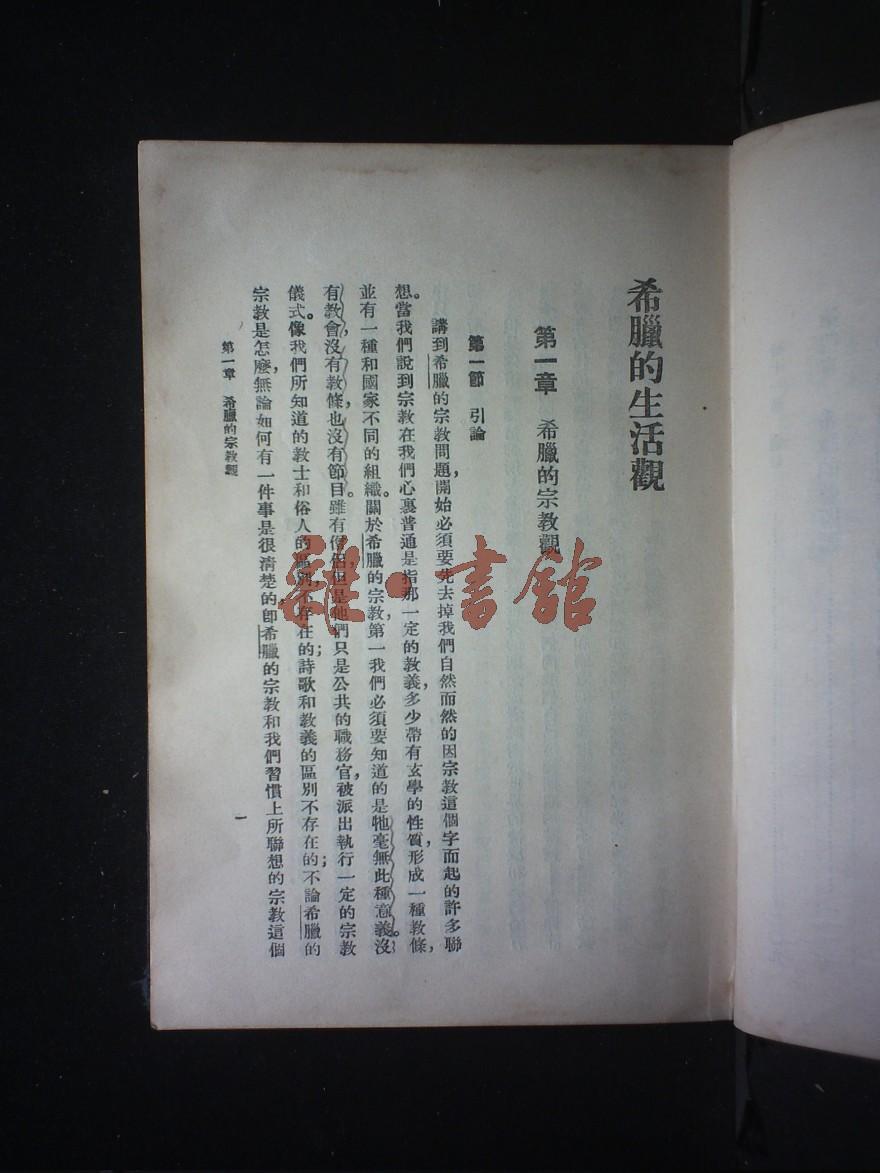 希臘的生活觀
第一章 希臘的宗教觀
第一節 引論
講到希臘的宗教問題，開始必須要先去掉我們自然而然的因宗教這個字而起的許多聯
想。當我們說到宗教在我們心裏普通是指那一定的教義，多少帶有玄學的性質，形成一種教條，
並有一種和國家不同的組織。關於希臘的宗教，第一我們必須要知道的是牠毫無此種意義。沒
有教會，沒有教條，也沒有節目。雖有僧侶但是他們只是公共的職務官，被派出執行一定的宗教
儀式。像我們所知道的教士和俗人的區別，不存在的；詩歌和教義的區別不存在的；不論希臘的
宗教是怎麼，無論如何有一件事是很清楚的，即希臘的宗教和我們習慣上所聯想的宗教這個
第一章 希臘的宗教觀
一
雜·書館